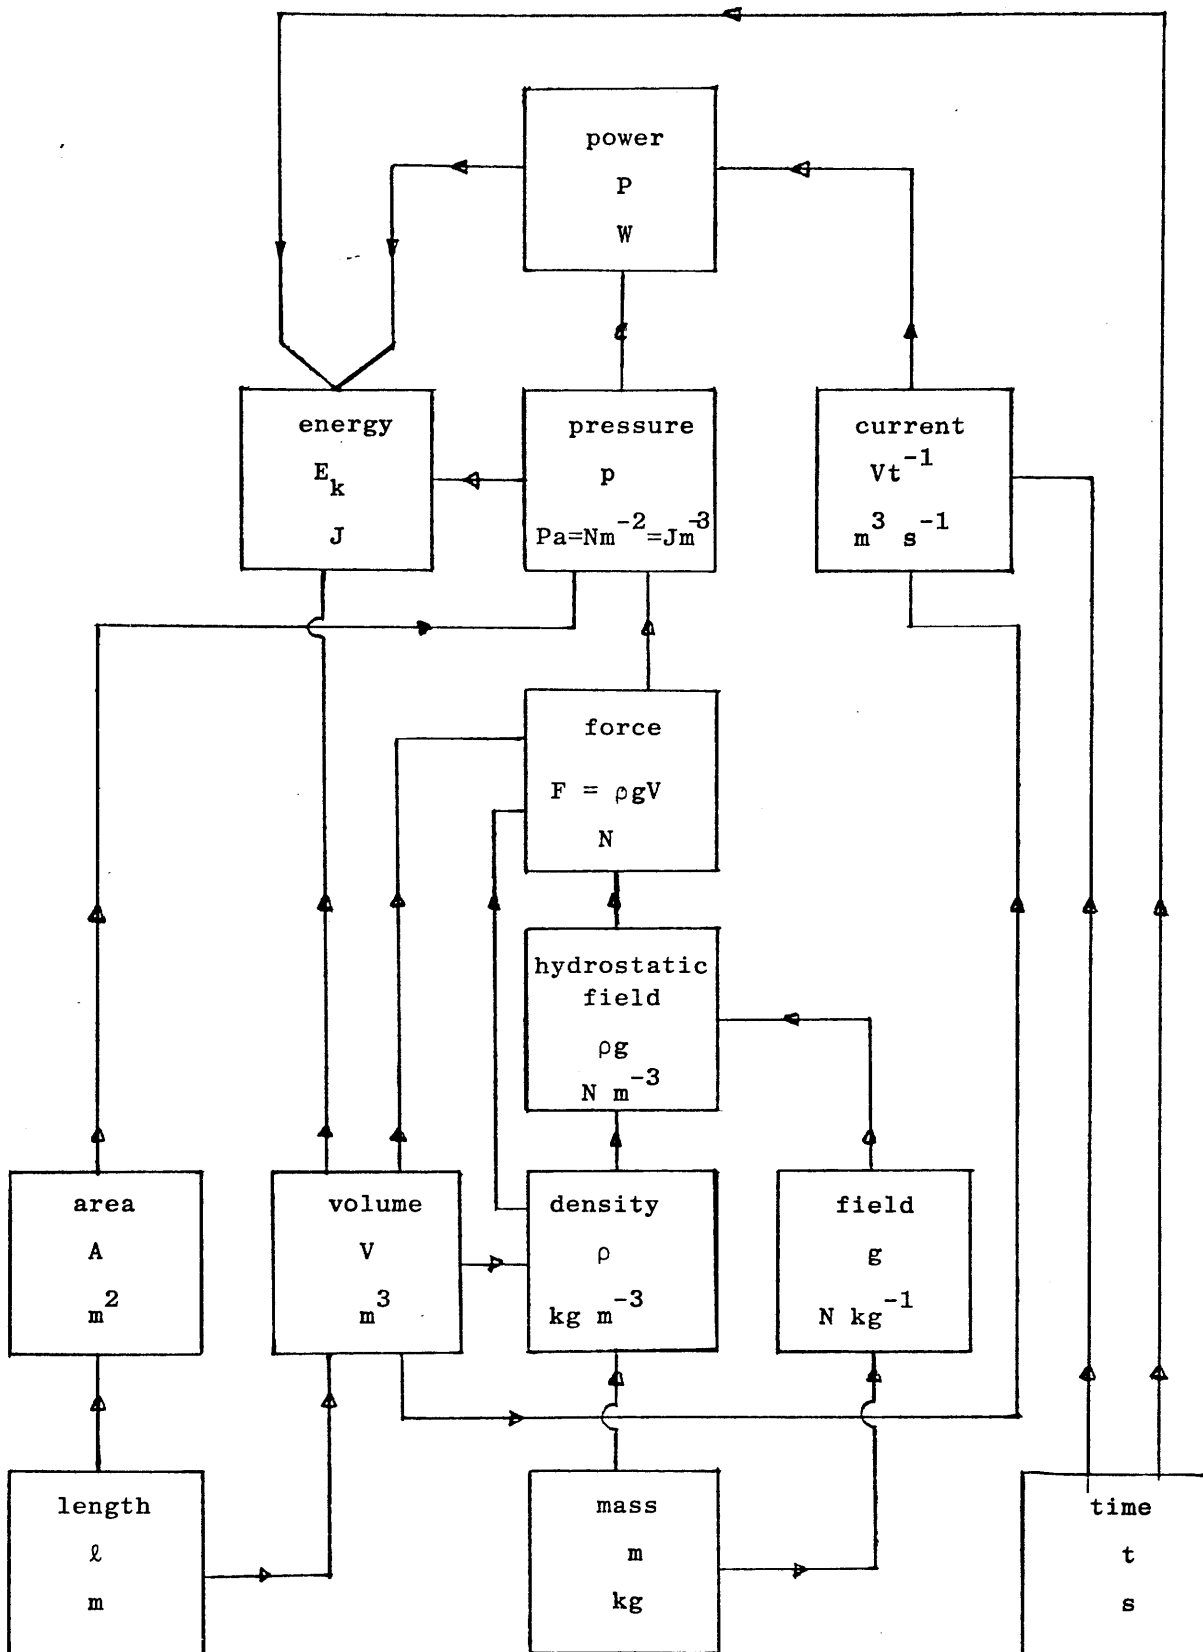 power
P
W
energy
E_k
J
pressure
p
Pa=Nm^-2=Jm^-3
current
Vt^-1
m^3 s^-1
force
F = ρgV
N
hydrostatic
field
ρg
N m^-3
area
A
m^2
volume
V
m^3
density
ρ
kg m^-3
field
g
N kg^-1
length
ℓ
m
mass
m
kg
time
t
s